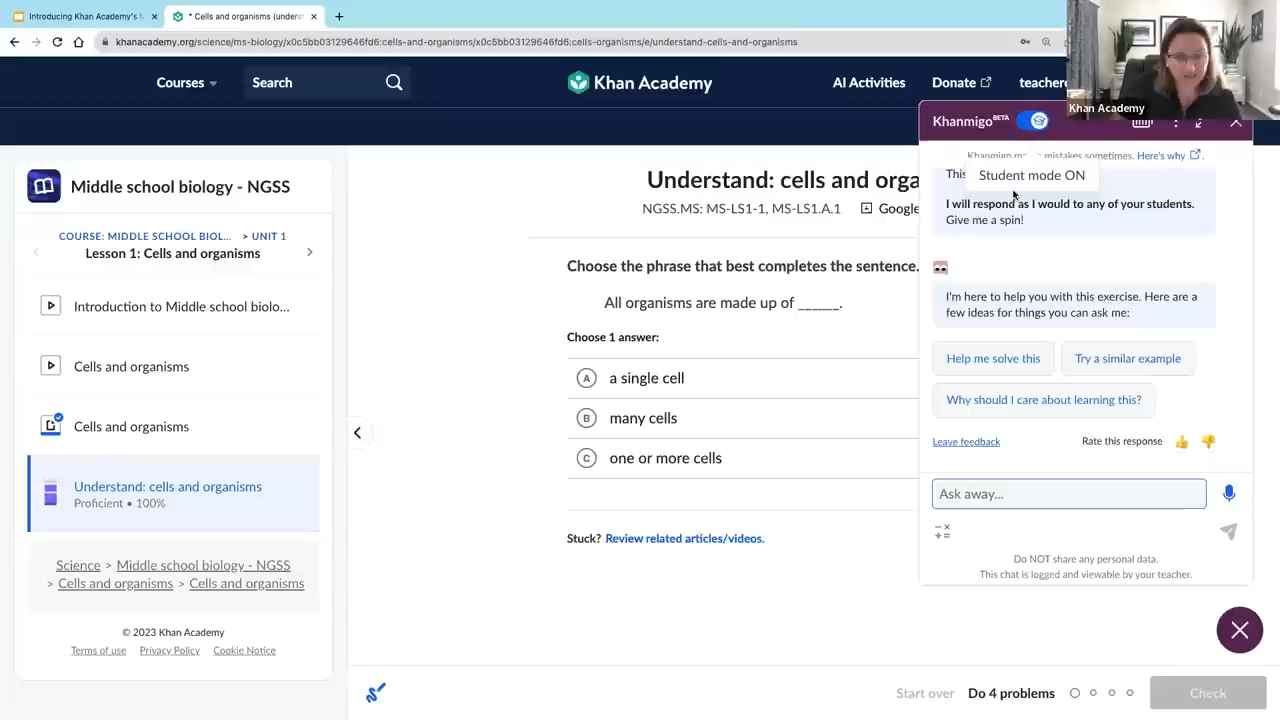 Introducing Khan Academy's
* Cells and organisms (unders
khanacademy.org/science/ms-biology/x0c5bb03129646fd6:cells-and-organisms/x0c5bb03129646fd6:cells-organisms/e/understand-cells-and-organisms
Courses
Search
Khan Academy
AI Activities
Donate
teacher
Khan Academy
Khanmigo BETA
Khanmigo makes mistakes sometimes. Here's why
Student mode ON
This
I will respond as I would to any of your students.
Give me a spin!
I'm here to help you with this exercise. Here are a
few ideas for things you can ask me:
Help me solve this
Try a similar example
Why should I care about learning this?
Leave feedback
Rate this response
Ask away...
Do NOT share any personal data.
This chat is logged and viewable by your teacher.
Middle school biology - NGSS
COURSE: MIDDLE SCHOOL BIOL... > UNIT 1
Lesson 1: Cells and organisms
Introduction to Middle school biolo...
Cells and organisms
Cells and organisms
Understand: cells and organisms
Proficient • 100%
Science > Middle school biology - NGSS
> Cells and organisms > Cells and organisms
© 2023 Khan Academy
Terms of use
Privacy Policy
Cookie Notice
Understand: cells and orga
NGSS.MS: MS-LS1-1, MS-LS1.A.1
Google
Choose the phrase that best completes the sentence.
All organisms are made up of ______.
Choose 1 answer:
A a single cell
B many cells
C one or more cells
Stuck? Review related articles/videos.
Start over
Do 4 problems
Check